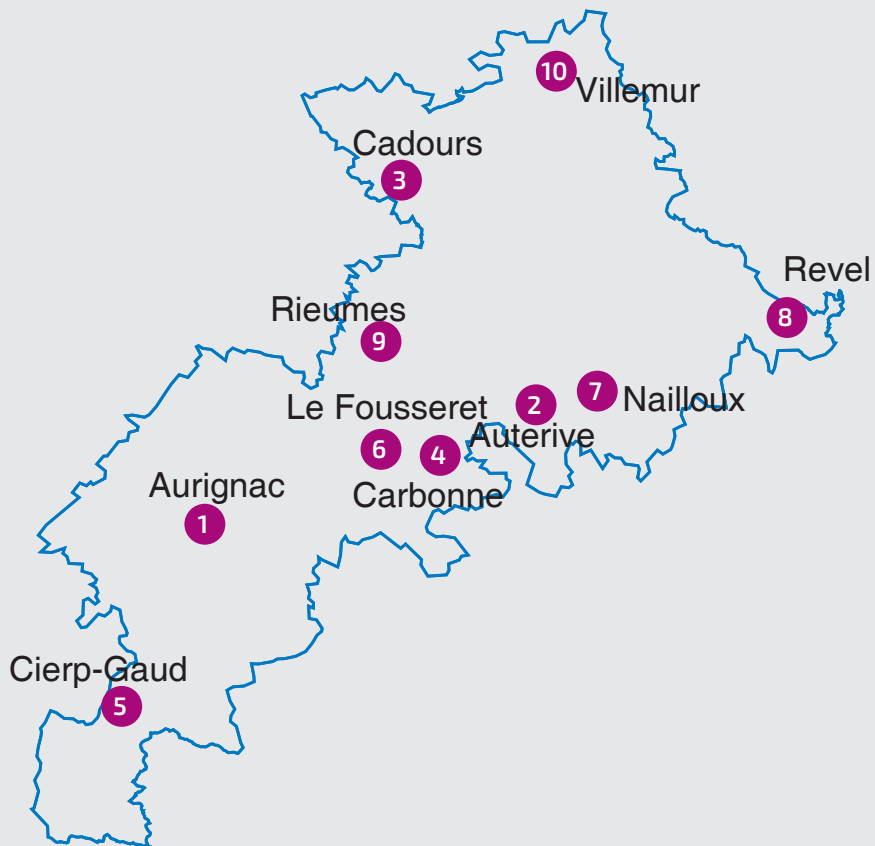 10
Villemur
Cadours
3
Revel
8
Rieumes
9
7
Nailloux
2
Auterive
Le Fousseret
6
4
Carbonne
Aurignac
1
Cierp-Gaud
5